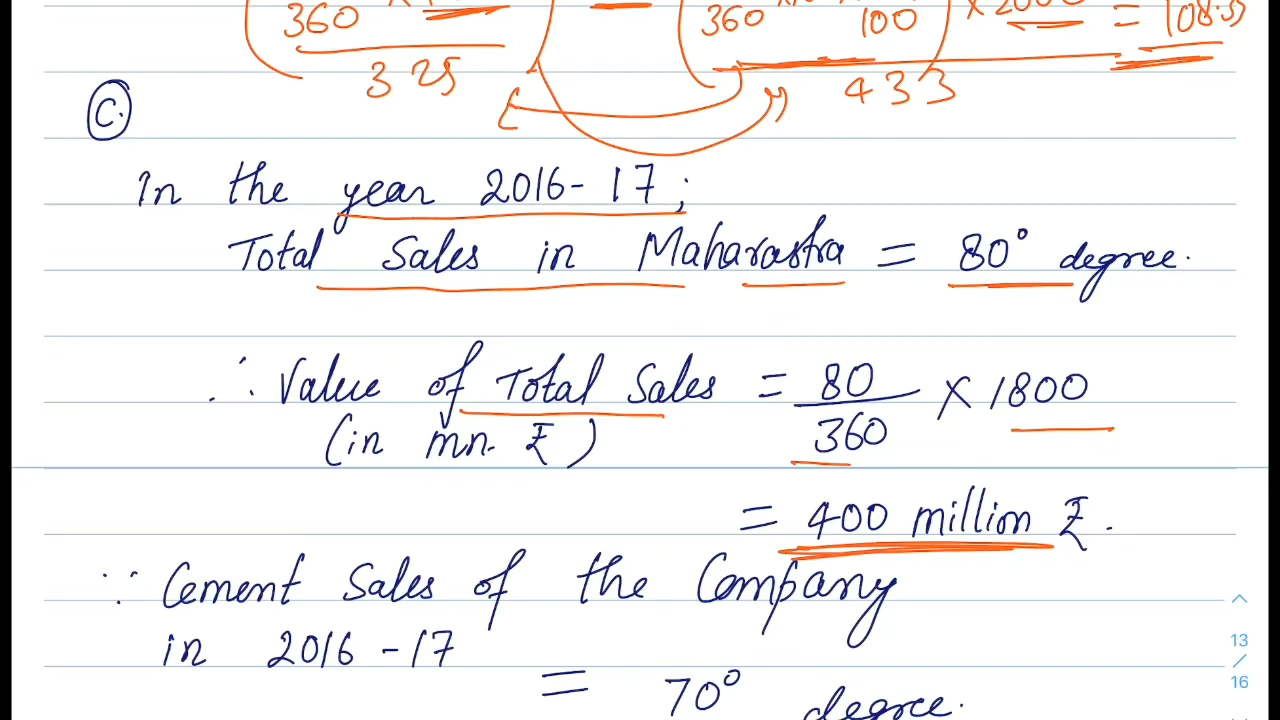 360 360 100 × 2000 = 108.33
325 433
C.
In the year 2016-17;
Total Sales in Maharastra = 80° degree.
∴ Value of Total Sales = 80/360 × 1800
(in mn. ₹)
= 400 million ₹.
∵ Cement Sales of the Company
in 2016-17
= 70° degree.
13
/
16